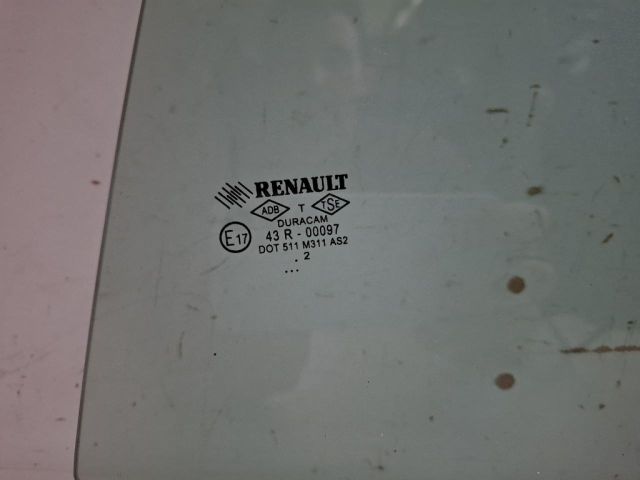 RENAULT
ADB T TSE
DURACAM
E17 43 R - 00097
DOT 511 M311 AS2
. 2
...